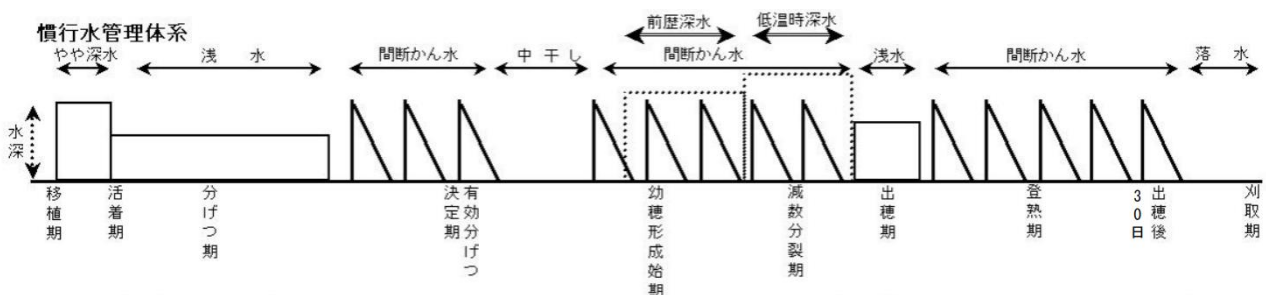 慣行水管理体系
前歴深水
低温時深水
やや深水
浅 水
間断かん水
中 干 し
間断かん水
浅水
間断かん水
落 水
水深
移植期
活着期
分げつ期
有効分げつ
決定期
幼穂形成始期
減数分裂期
出穂期
登熟期
出穂後
30日
刈取期